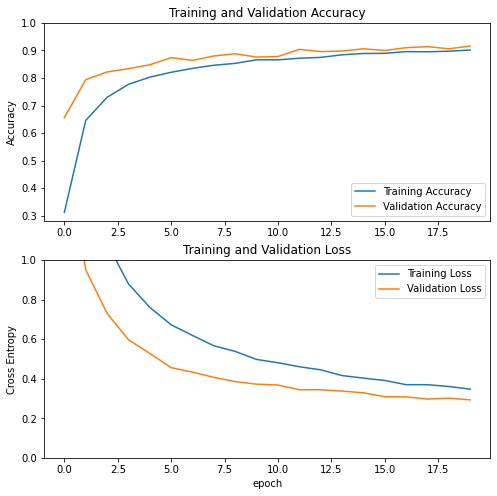 Training and Validation Accuracy
1.0
0.9
0.8
0.7
0.6
0.5
0.4
0.3
Accuracy
Training Accuracy
Validation Accuracy
0.0 2.5 5.0 7.5 10.0 12.5 15.0 17.5
Training and Validation Loss
1.0
0.8
0.6
0.4
0.2
0.0
Cross Entropy
Training Loss
Validation Loss
0.0 2.5 5.0 7.5 10.0 12.5 15.0 17.5
epoch